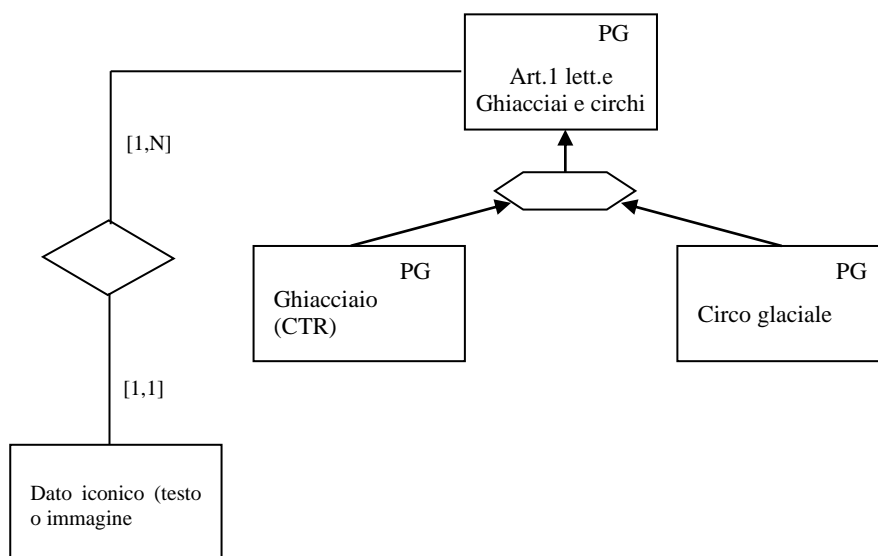 PG
Art.1 lett.e
Ghiacciai e circhi
[1,N]
PG
Ghiacciaio
(CTR)
PG
Circo glaciale
[1,1]
Dato iconico (testo
o immagine